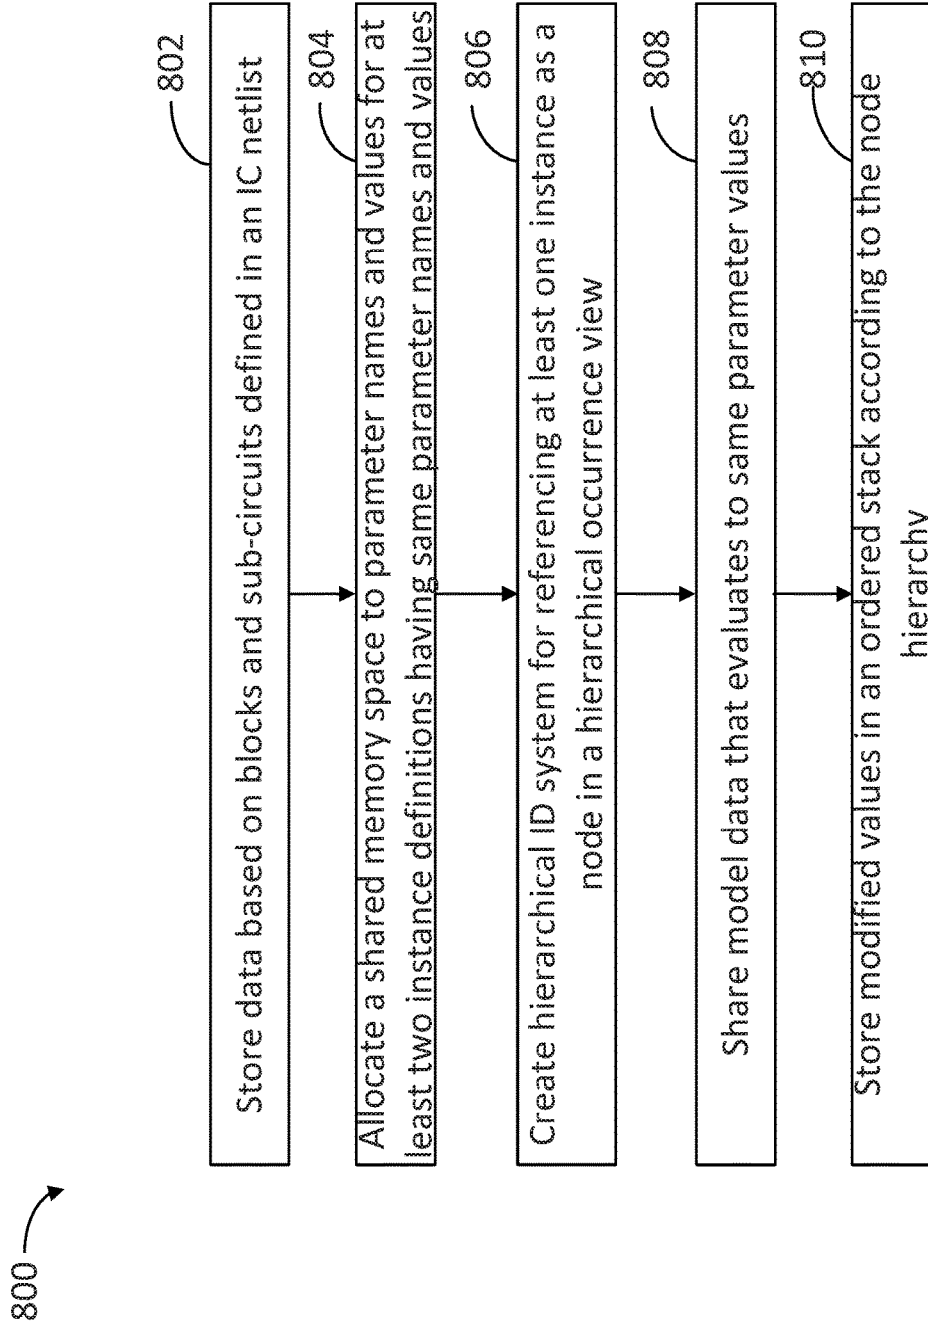 800
802
Store data based on blocks and sub-circuits defined in an IC netlist
804
Allocate a shared memory space to parameter names and values for at
least two instance definitions having same parameter names and values
806
Create hierarchical ID system for referencing at least one instance as a
node in a hierarchical occurrence view
808
Share model data that evaluates to same parameter values
810
Store modified values in an ordered stack according to the node
hierarchy